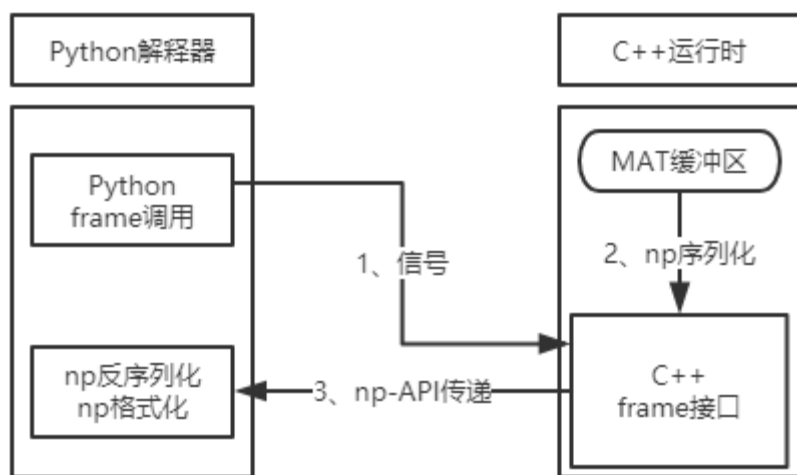 Python解释器
C++运行时
Python
frame调用
MAT缓冲区
1、信号
2、np序列化
np反序列化
np格式化
3、np-API传递
C++
frame接口